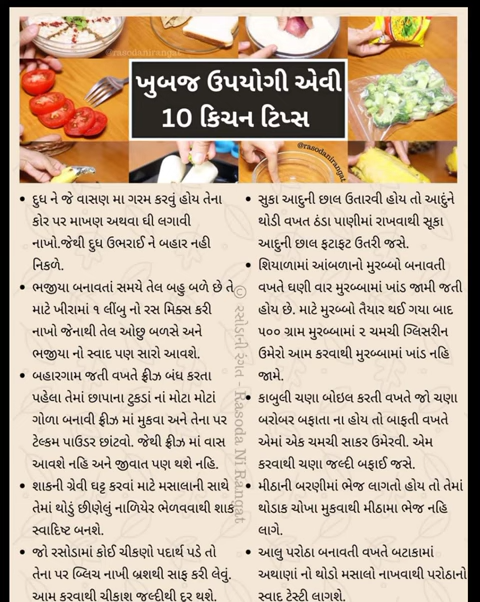 @rasodanirangat
ખુબજ ઉપયોગી એવી
10 કિચન ટિપ્સ
@rasodanirangat
• દુધ ને જે વાસણ મા ગરમ કરવું હોય તેના
કોર પર માખણ અથવા ઘી લગાવી
નાખો.જેથી દુધ ઉભરાઈ ને બહાર નહી
નિકળે.
• ભજીયા બનાવતાં સમયે તેલ બહુ બળે છે તે
માટે ખીરામાં ૧ લીંબુ નો રસ મિક્સ કરી
નાખો જેનાથી તેલ ઓછુ બળસે અને
ભજીયા નો સ્વાદ પણ સારો આવશે.
• બહારગામ જતી વખતે ફ્રીઝ બંધ કરતા
પહેલા તેમાં છાપાના ટુકડાં નાં મોટા મોટાં
ગોળા બનાવી ફ્રીઝ માં મુકવા અને તેના પર
ટેલ્કમ પાઉડર છાંટવો. જેથી ફ્રીઝ માં વાસ
આવશે નહિ અને જીવાત પણ થશે નહિ.
• શાકની ગ્રેવી ઘટ્ટ કરવાં માટે મસાલાની સાથે
તેમાં થોડું છીણેલું નાળિયેર ભેળવવાથી શાક
સ્વાદિષ્ટ બનશે.
• જો રસોડામાં કોઈ ચીકણો પદાર્થ પડે તો
તેના પર બ્લિચ નાખી બ્રશથી સાફ કરી લેવું.
આમ કરવાથી ચીકાશ જલ્દીથી દૂર થશે.
• સુકા આદુની છાલ ઉતારવી હોય તો આદુંને
થોડી વખત ઠંડા પાણીમાં રાખવાથી સૂકા
આદુની છાલ ફટાફટ ઉતરી જસે.
• શિયાળામાં આંબળાનો મુરબ્બો બનાવતી
વખતે ઘણી વાર મુરબ્બામાં ખાંડ જામી જતી
હોય છે. માટે મુરબ્બો તૈયાર થઈ ગયા બાદ
૫૦૦ ગ્રામ મુરબ્બામાં ૨ ચમચી ગ્લિસરીન
ઉમેરો આમ કરવાથી મુરબ્બામાં ખાંડ નહિ
જામે.
• કાબુલી ચણા બોઇલ કરતી વખતે જો ચણા
બરોબર બફાતા ના હોય તો બાફતી વખતે
એમાં એક ચમચી સાકર ઉમેરવી. એમ
કરવાથી ચણા જલ્દી બફાઈ જસે.
• મીઠાની બરણીમાં ભેજ લાગતો હોય તો તેમાં
થોડાક ચોખા મુકવાથી મીઠામા ભેજ નહિ
લાગે.
• આલુ પરોઠા બનાવતી વખતે બટાકામાં
અથાણાં નો થોડો મસાલો નાખવાથી પરોઠાનો
સ્વાદ ટેસ્ટી લાગશે.
© રસોડાની રંગત - Rasoda Ni Rangat